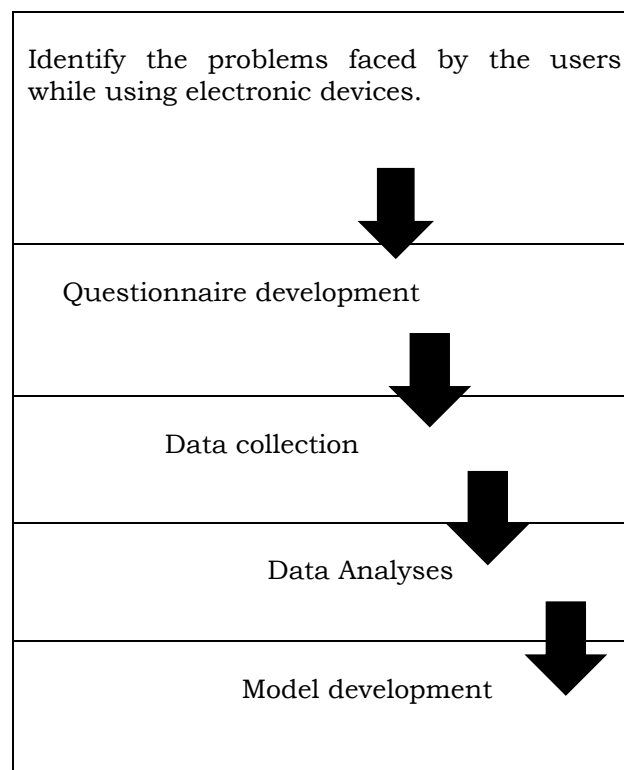 Identify the problems faced by the users
while using electronic devices.
Questionnaire development
Data collection
Data Analyses
Model development